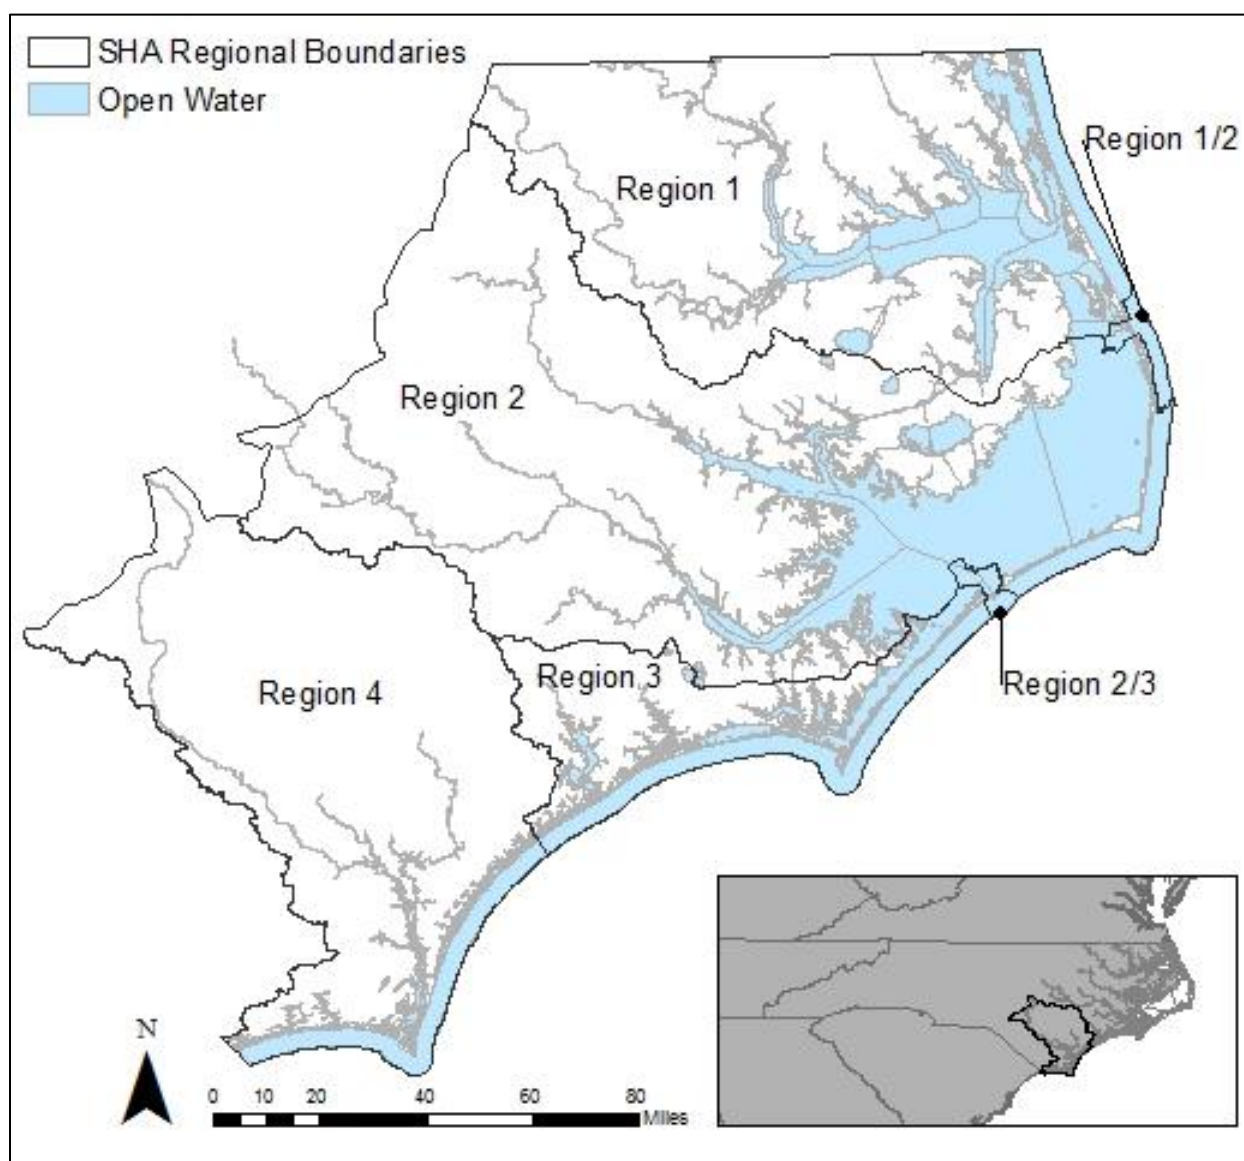 SHA Regional Boundaries
Open Water
Region 1/2
Region 1
Region 2
Region 3
Region 4
Region 2/3
N
0 10 20 40 60 80
Miles